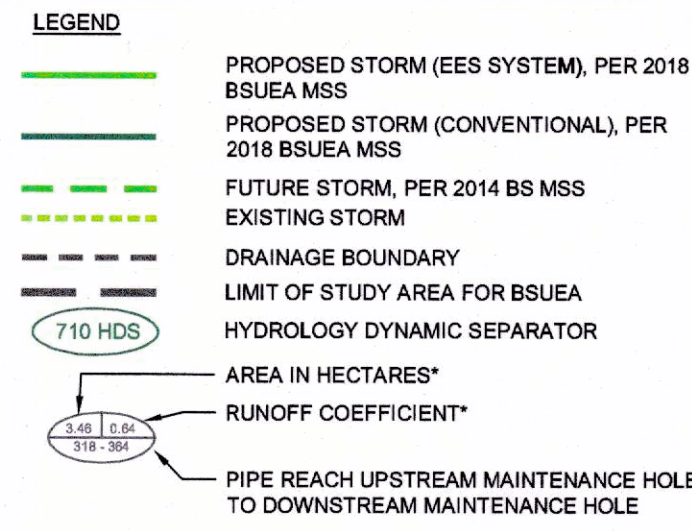 LEGEND
PROPOSED STORM (EES SYSTEM), PER 2018
BSUEA MSS
PROPOSED STORM (CONVENTIONAL), PER
2018 BSUEA MSS
FUTURE STORM, PER 2014 BS MSS
EXISTING STORM
DRAINAGE BOUNDARY
LIMIT OF STUDY AREA FOR BSUEA
710 HDS HYDROLOGY DYNAMIC SEPARATOR
AREA IN HECTARES*
RUNOFF COEFFICIENT*
3.46 0.64
318 - 364
PIPE REACH UPSTREAM MAINTENANCE HOLE
TO DOWNSTREAM MAINTENANCE HOLE